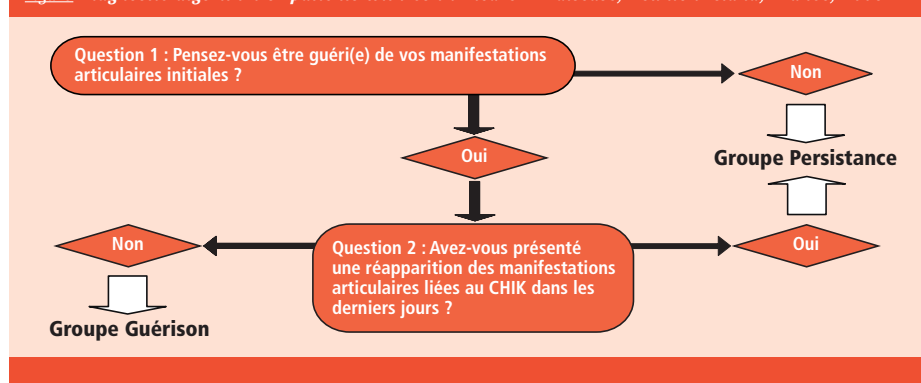 Question 1 : Pensez-vous être guéri(e) de vos manifestations
articulaires initiales ?
Non
Oui
Groupe Persistance
Non
Question 2 : Avez-vous présenté
une réapparition des manifestations
articulaires liées au CHIK dans les
derniers jours ?
Oui
Groupe Guérison